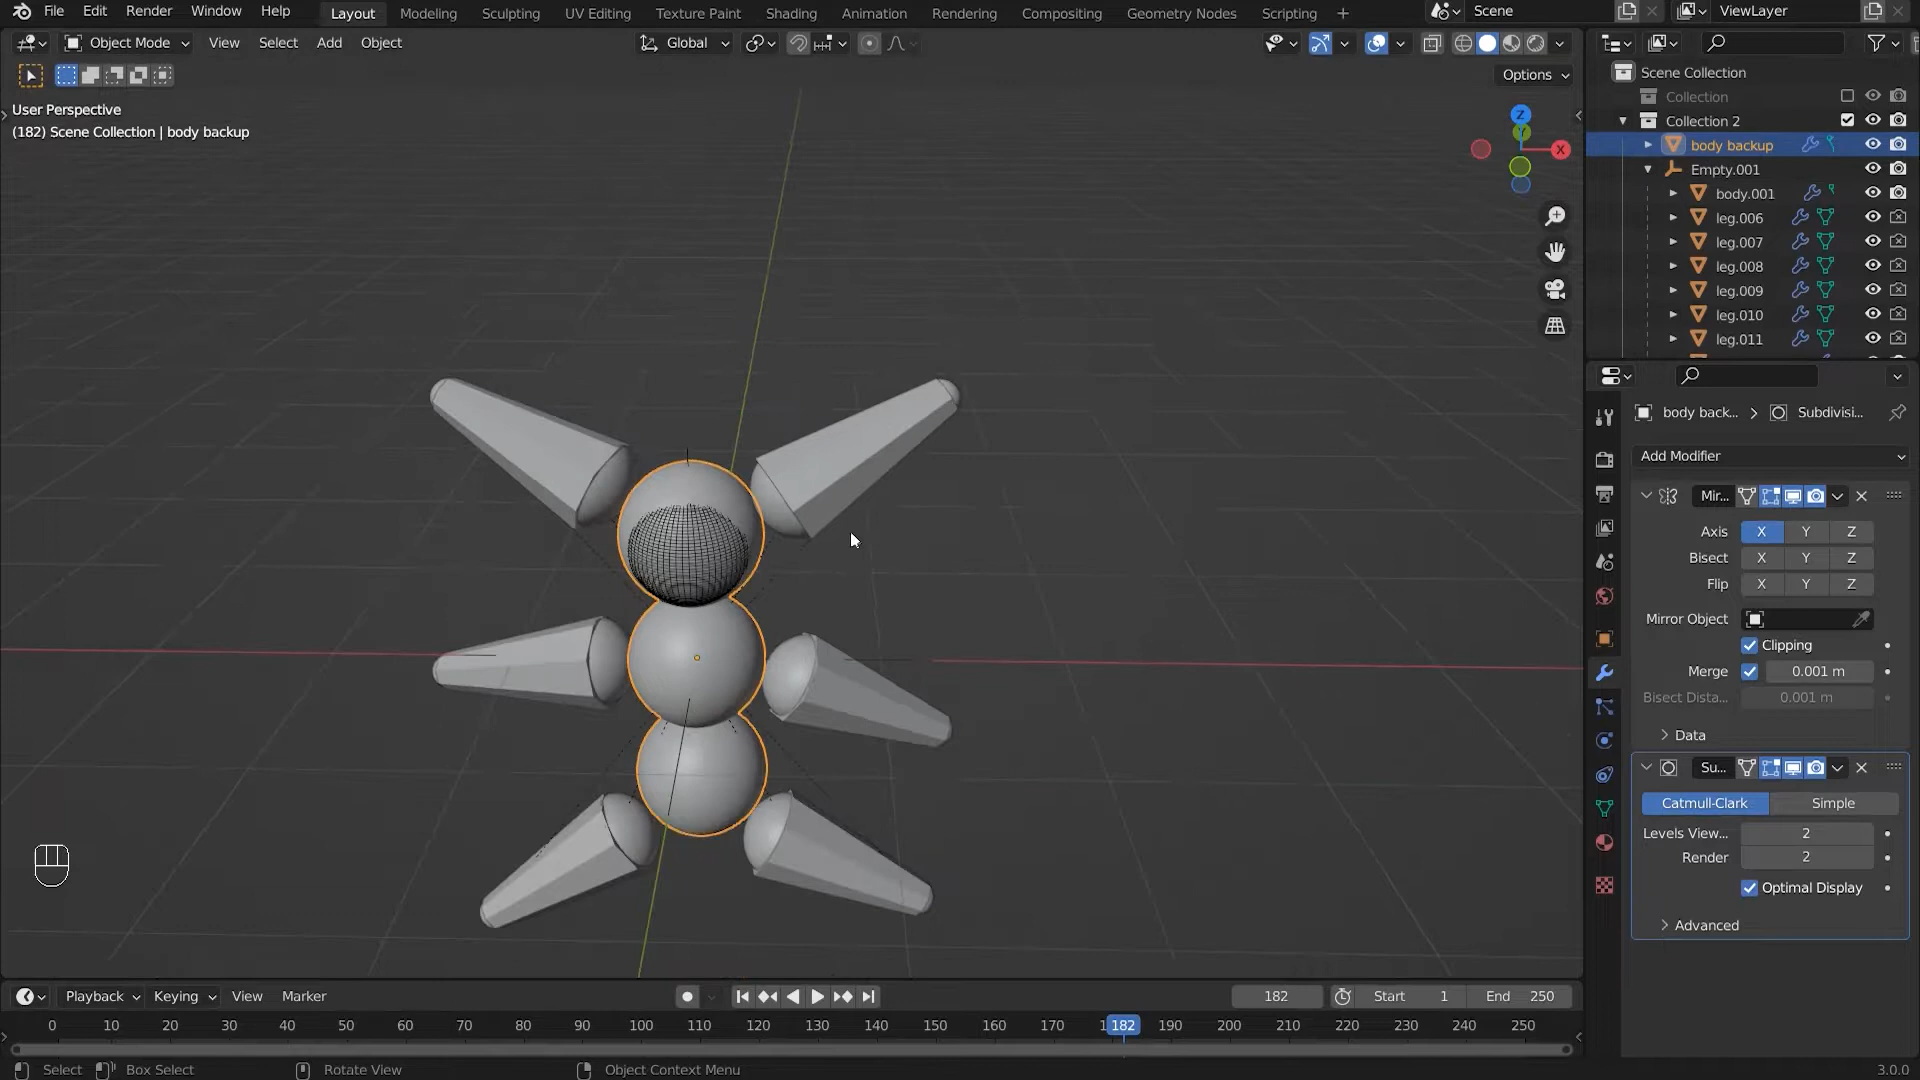 File Edit Render Window Help Layout Modeling Sculpting UV Editing Texture Paint Shading Animation Rendering Compositing Geometry Nodes Scripting + Scene ViewLayer
Object Mode View Select Add Object Global
Options
User Perspective
(182) Scene Collection | body backup
Z
Y
X
Scene Collection
Collection
Collection 2
body backup
Empty.001
body.001
leg.006
leg.007
leg.008
leg.009
leg.010
leg.011
body back... > Subdivisi...
Add Modifier
Mir...
Axis X Y Z
Bisect X Y Z
Flip X Y Z
Mirror Object
Clipping
Merge 0.001 m
Bisect Dista... 0.001 m
Data
Su...
Catmull-Clark Simple
Levels View... 2
Render 2
Optimal Display
Advanced
Playback Keying View Marker 182 Start 1 End 250
0 10 20 30 40 50 60 70 80 90 100 110 120 130 140 150 160 170 182 190 200 210 220 230 240 250
Select Box Select Rotate View Object Context Menu 3.0.0